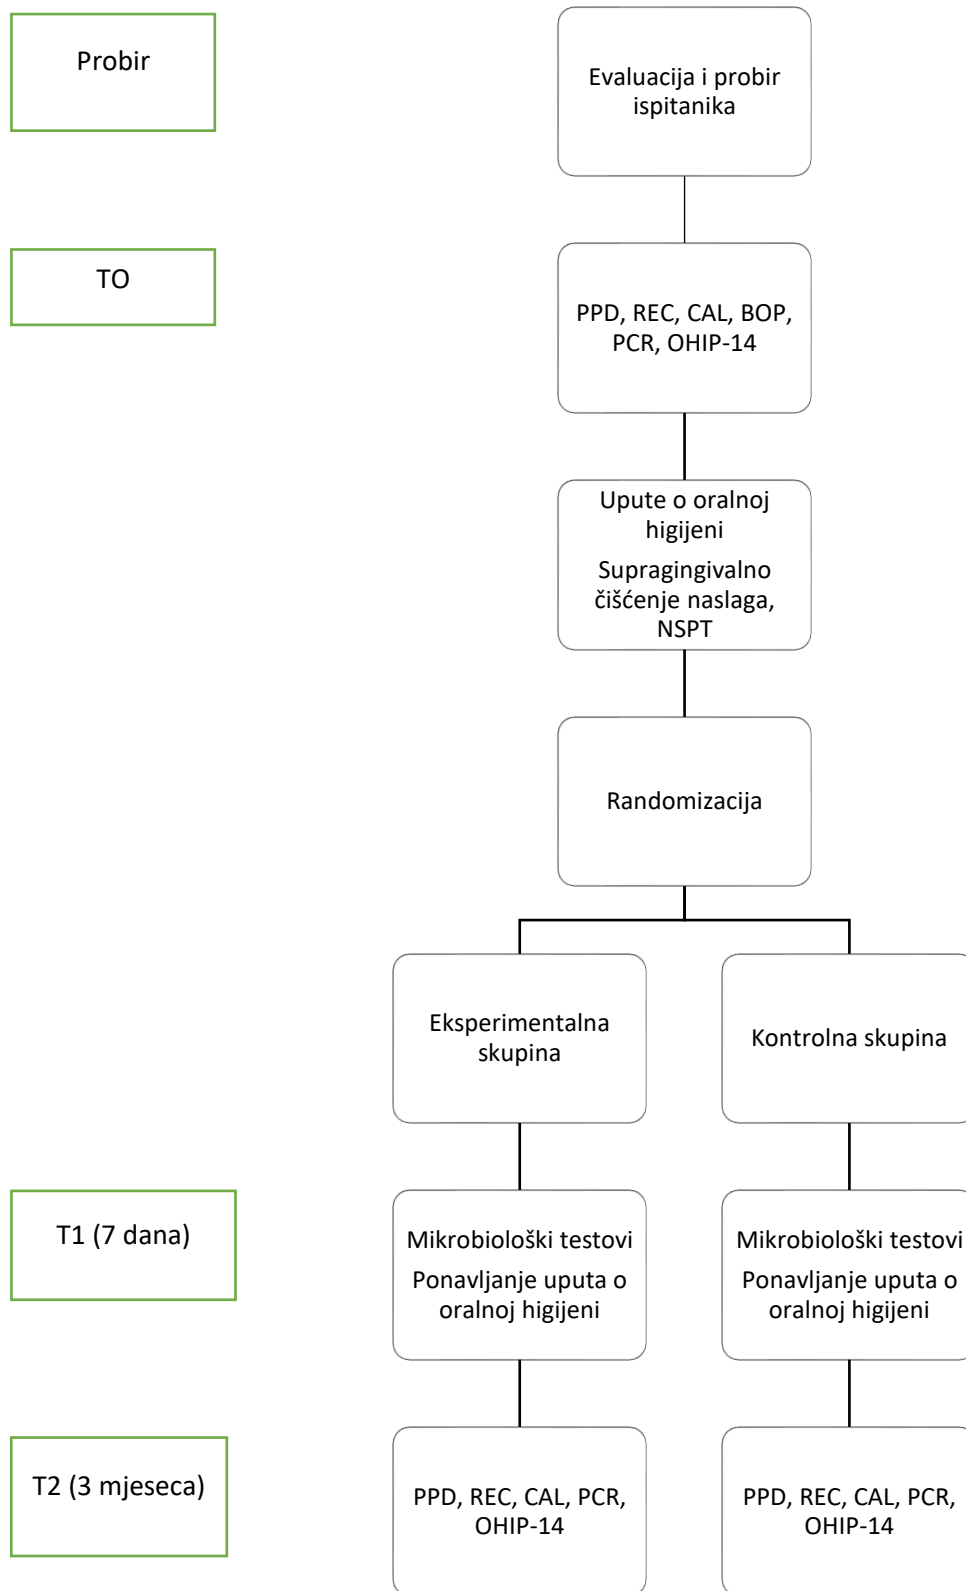 Probir
Evaluacija i probir
ispitanika
TO
PPD, REC, CAL, BOP,
PCR, OHIP-14
Upute o oralnoj
higijeni
Supragingivalno
čišćenje naslaga,
NSPT
Randomizacija
Eksperimentalna
skupina
Kontrolna skupina
T1 (7 dana)
Mikrobiološki testovi
Ponavljanje uputa o
oralnoj higijeni
Mikrobiološki testovi
Ponavljanje uputa o
oralnoj higijeni
T2 (3 mjeseca)
PPD, REC, CAL, PCR,
OHIP-14
PPD, REC, CAL, PCR,
OHIP-14